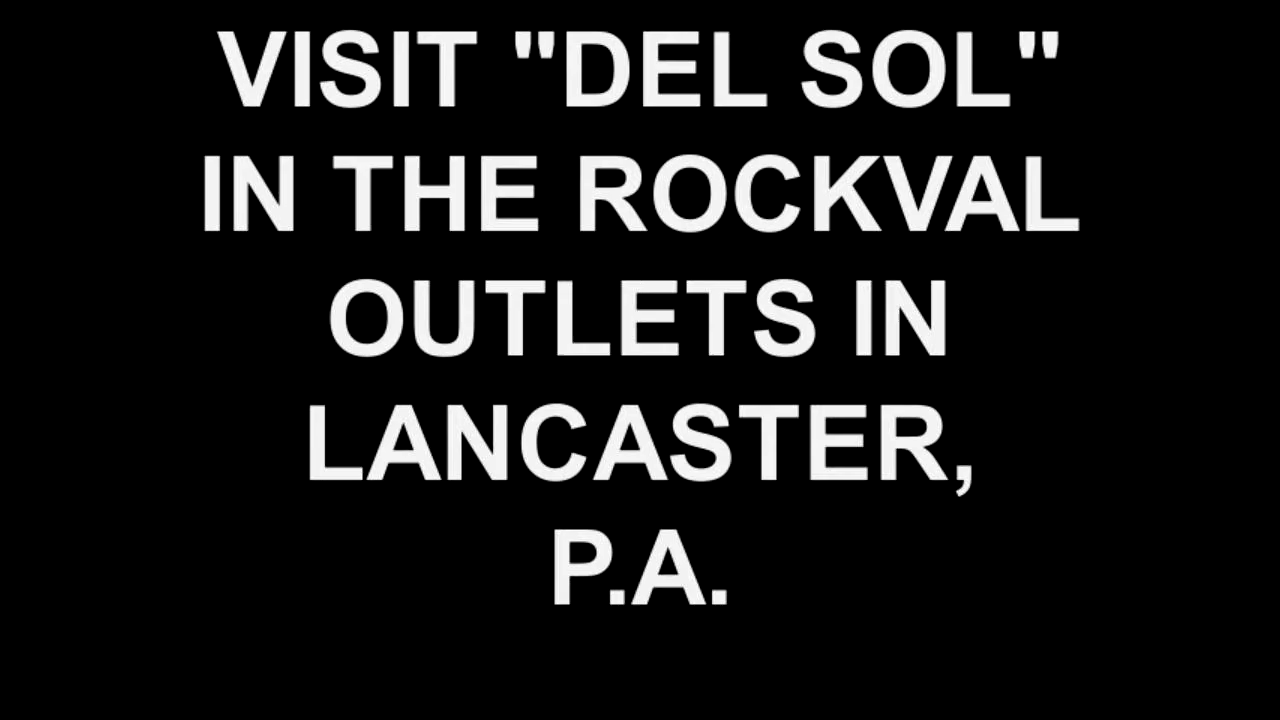 VISIT "DEL SOL"
IN THE ROCKVAL
OUTLETS IN
LANCASTER,
P.A.